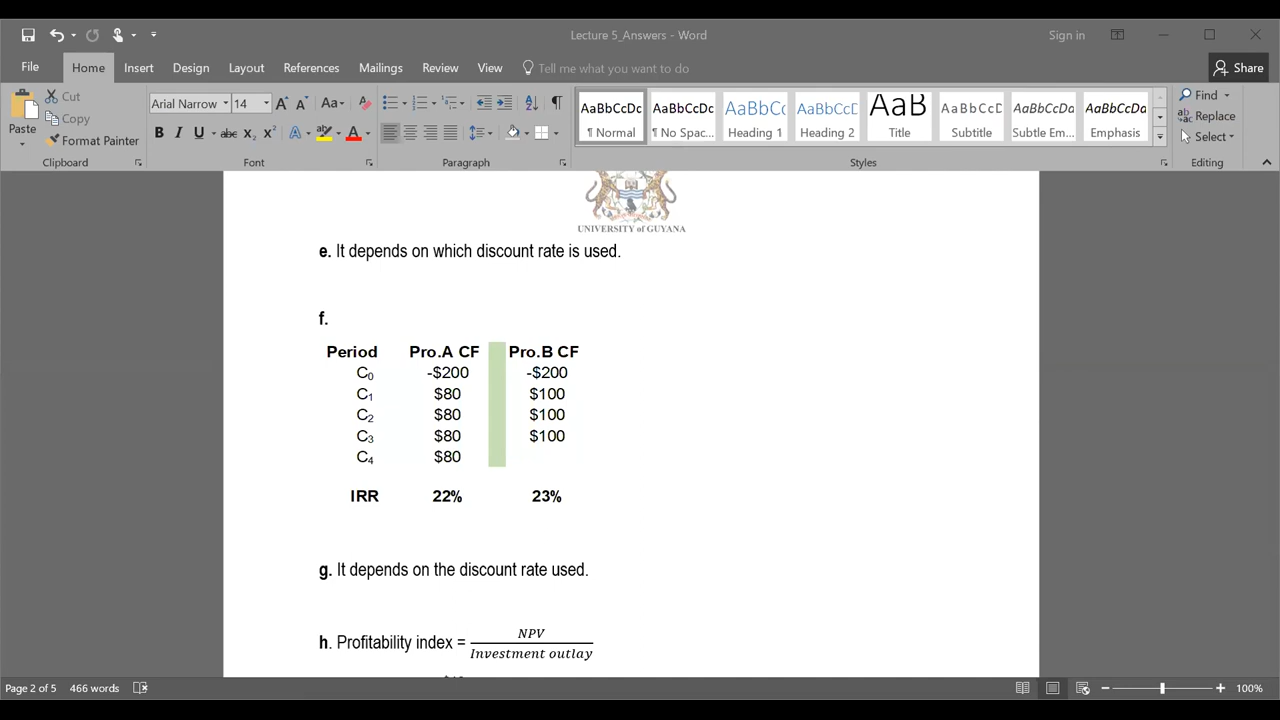 Lecture 5_Answers - Word
Sign in
File Home Insert Design Layout References Mailings Review View Tell me what you want to do Share
Paste
Cut
Copy
Format Painter
Clipboard
Arial Narrow 14
Font
Paragraph
AaBbCcDc AaBbCcDc AaBbC AaBbCcD AaB AaBbCcD AaBbCcDd AaBbCcDd
¶ Normal ¶ No Spac... Heading 1 Heading 2 Title Subtitle Subtle Em... Emphasis
Styles
Find
Replace
Select
Editing
UNIVERSITY of GUYANA
e. It depends on which discount rate is used.
f.
Period Pro.A CF Pro.B CF
C₀ -$200 -$200
C₁ $80 $100
C₂ $80 $100
C₃ $80 $100
C₄ $80
IRR 22% 23%
g. It depends on the discount rate used.
h. Profitability index = NPV
Investment outlay
Page 2 of 5 466 words 100%